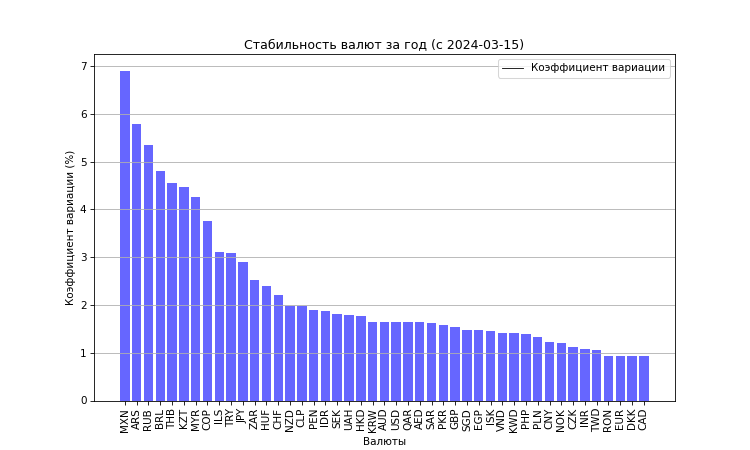 Стабильность валют за год (с 2024-03-15)
Коэффициент вариации
Коэффициент вариации (%)
7
6
5
4
3
2
1
0
MXN
ARS
RUB
BRL
THB
KZT
MYR
COP
ILS
TRY
JPY
ZAR
HUF
CHF
NZD
CLP
PEN
IDR
SEK
UAH
HKD
KRW
AUD
USD
QAR
AED
SAR
PKR
GBP
SGD
EGP
ISK
VND
KWD
PHP
PLN
CNY
NOK
CZK
INR
TWD
RON
EUR
DKK
CAD
Валюты